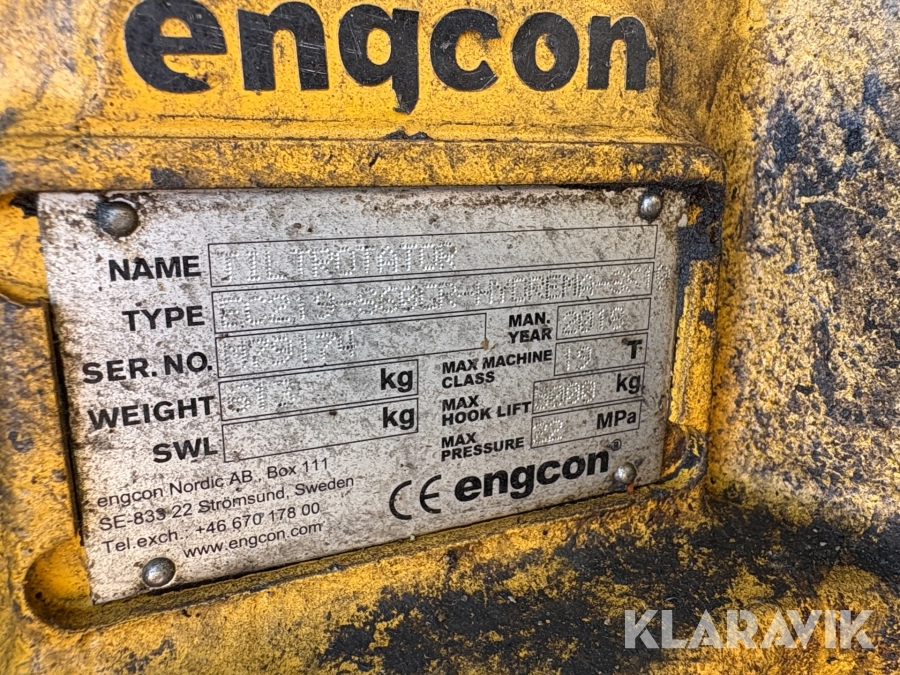 engcon
NAME TILTROTATOR
TYPE
SER. NO.
MAN. YEAR 2016
WEIGHT kg
MAX MACHINE CLASS 19 T
SWL kg
MAX HOOK LIFT kg
MAX PRESSURE MPa
engcon Nordic AB, Box 111
SE-833 22 Strömsund, Sweden
Tel.exch.. +46 670 178 00
www.engcon.com
CE engcon®
KLARAVIK